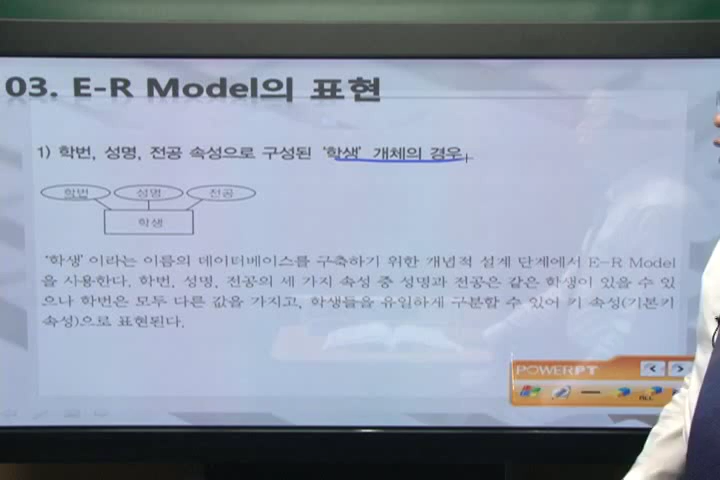 03. E-R Model의 표현
1) 학번, 성명, 전공 속성으로 구성된 '학생' 개체의 경우
학번 성명 전공
학생
'학생' 이라는 이름의 데이터베이스를 구축하기 위한 개념적 설계 단계에서 E-R Model
을 사용한다. 학번, 성명, 전공의 세 가지 속성 중 성명과 전공은 같은 학생이 있을 수 있
으나 학번은 모두 다른 값을 가지고, 학생들을 유일하게 구분할 수 있어 키 속성(기본키
속성)으로 표현된다.
POWERPT
ALL